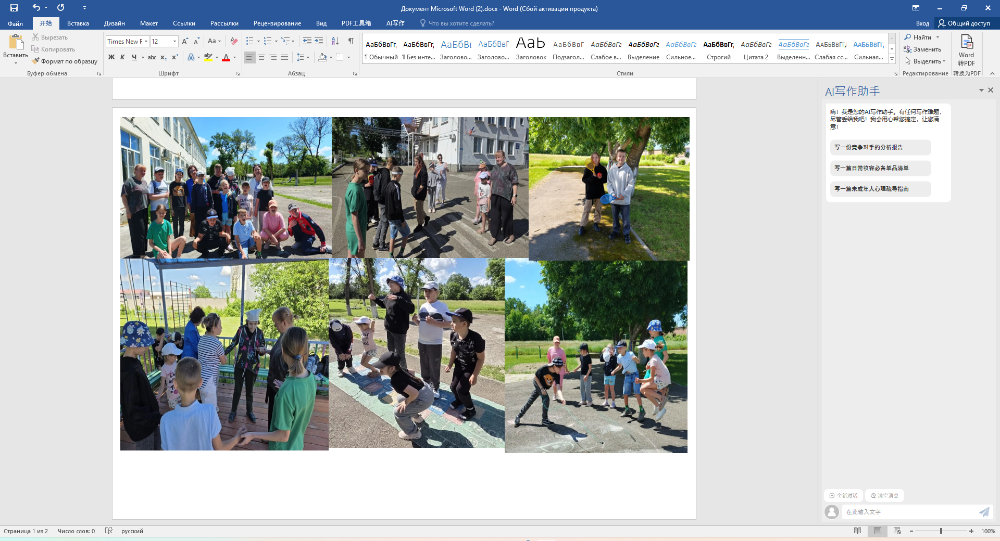 Документ Microsoft Word (2).docx - Word (Сбой активации продукта)
Файл 开始 Вставка Дизайн Макет Ссылки Рассылки Рецензирование Вид PDF工具箱 AI写作 Что вы хотите сделать? Вход Общий доступ
Вставить
Вырезать
Копировать
Формат по образцу
Буфер обмена
Times New R 12
Aa
Ж К Ч abc x₂ x²
Шрифт
Абзац
АаБбВвГг, АаБбВвГг, АаБбВв АаБбВвГ Aab АаБбВвГ АаБбВвГг АаБбВвГг АаБбВвГг АаБбВвГг, АаБбВвГг АаБбВвГг ААББВВГГ, ААББВВГГ,
¶ Обычный ¶ Без инте... Заголово... Заголово... Заголовок Подзагол... Слабое в... Выделение Сильное... Строгий Цитата 2 Выделенн... Слабая сс... Сильная...
Стили
Найти
Заменить
Выделить
Редактирование
Word
转PDF
转换为PDF
AI写作助手
嗨！我是您的AI写作助手。有任何写作难题，
尽管丢给我吧！我会用心帮您搞定，让您满
意！
写一份竞争对手的分析报告
写一篇日常妆容必备单品清单
写一篇未成年人心理疏导指南
全新对话 清空消息
在此输入文字
Страница 1 из 2 Число слов: 0 русский 100%